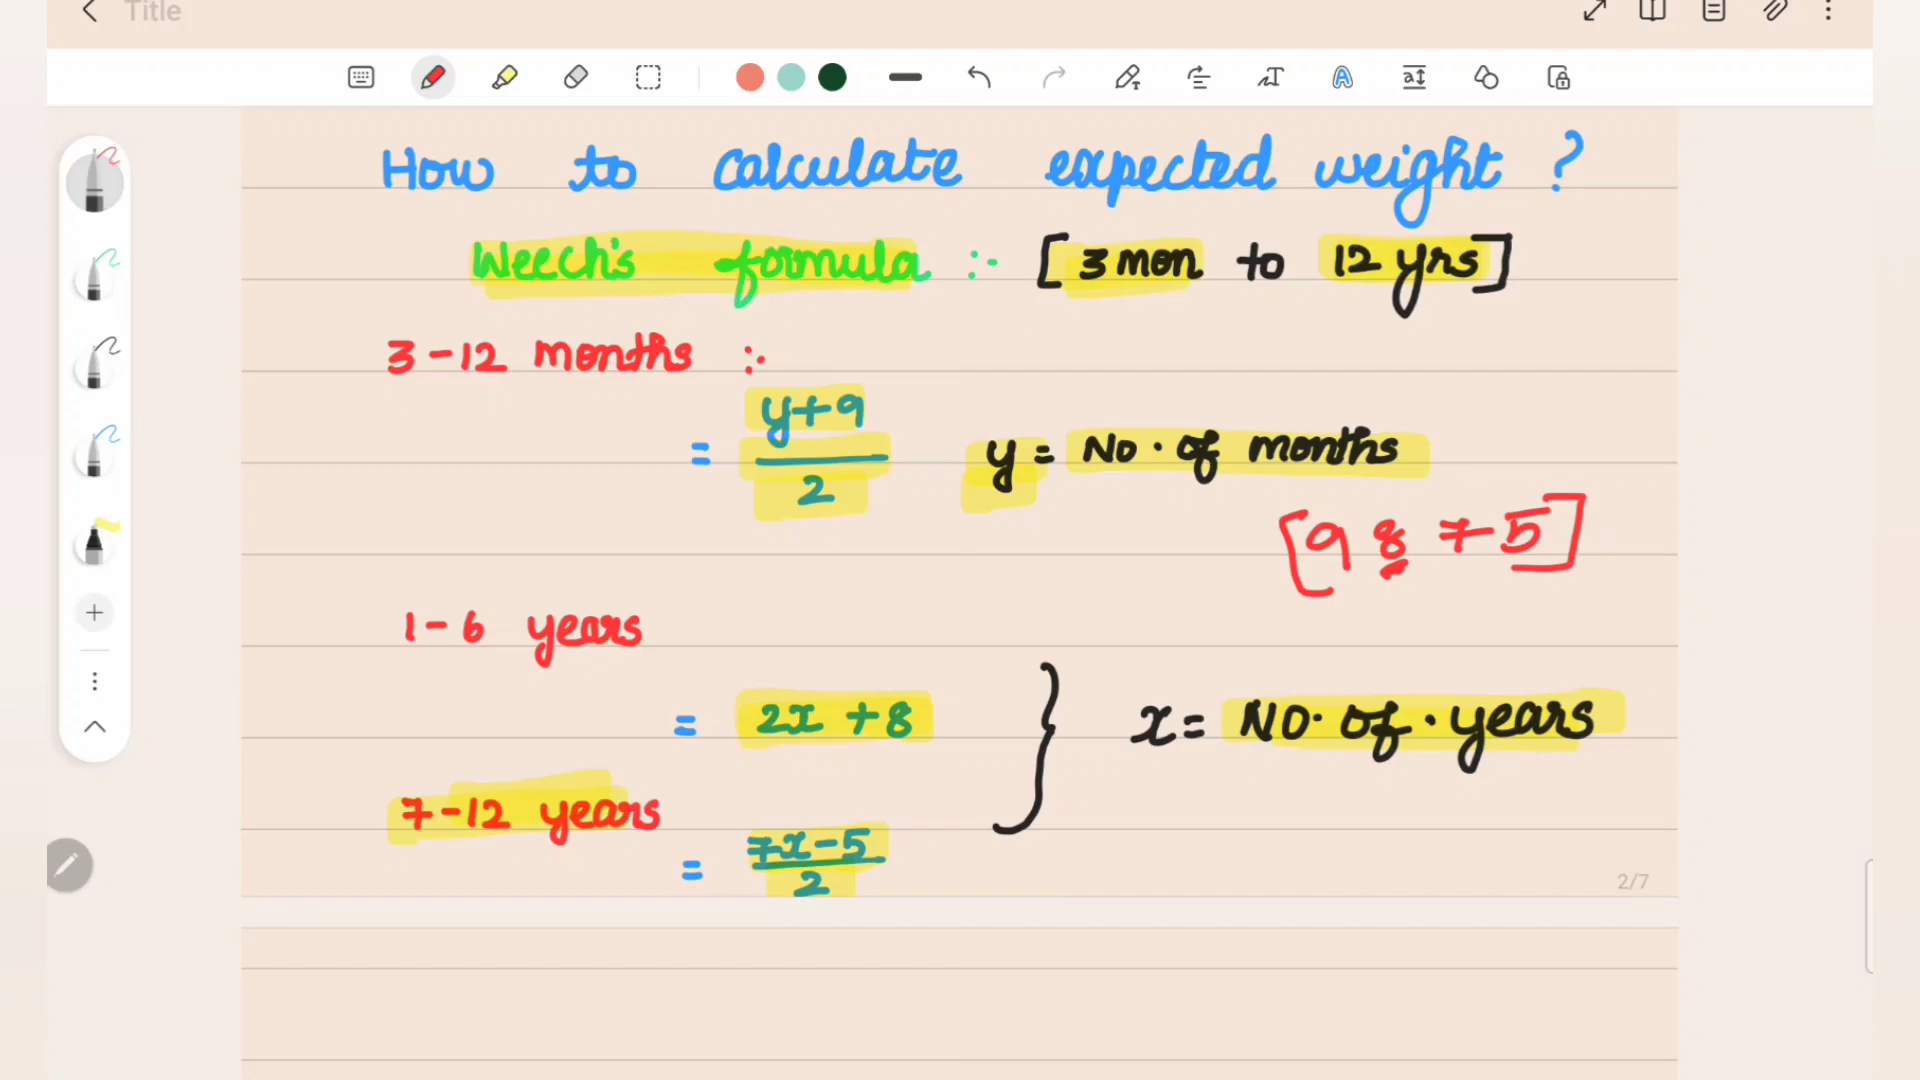 Title
How to calculate expected weight ?
Weech's formula :- [3 mon to 12 yrs]
3-12 months :-
= y+9/2 y = No. of months
[9 8 7 5]
1-6 years
= 2x +8 } x = No. of. years
7-12 years
= 7x-5/2
2/7